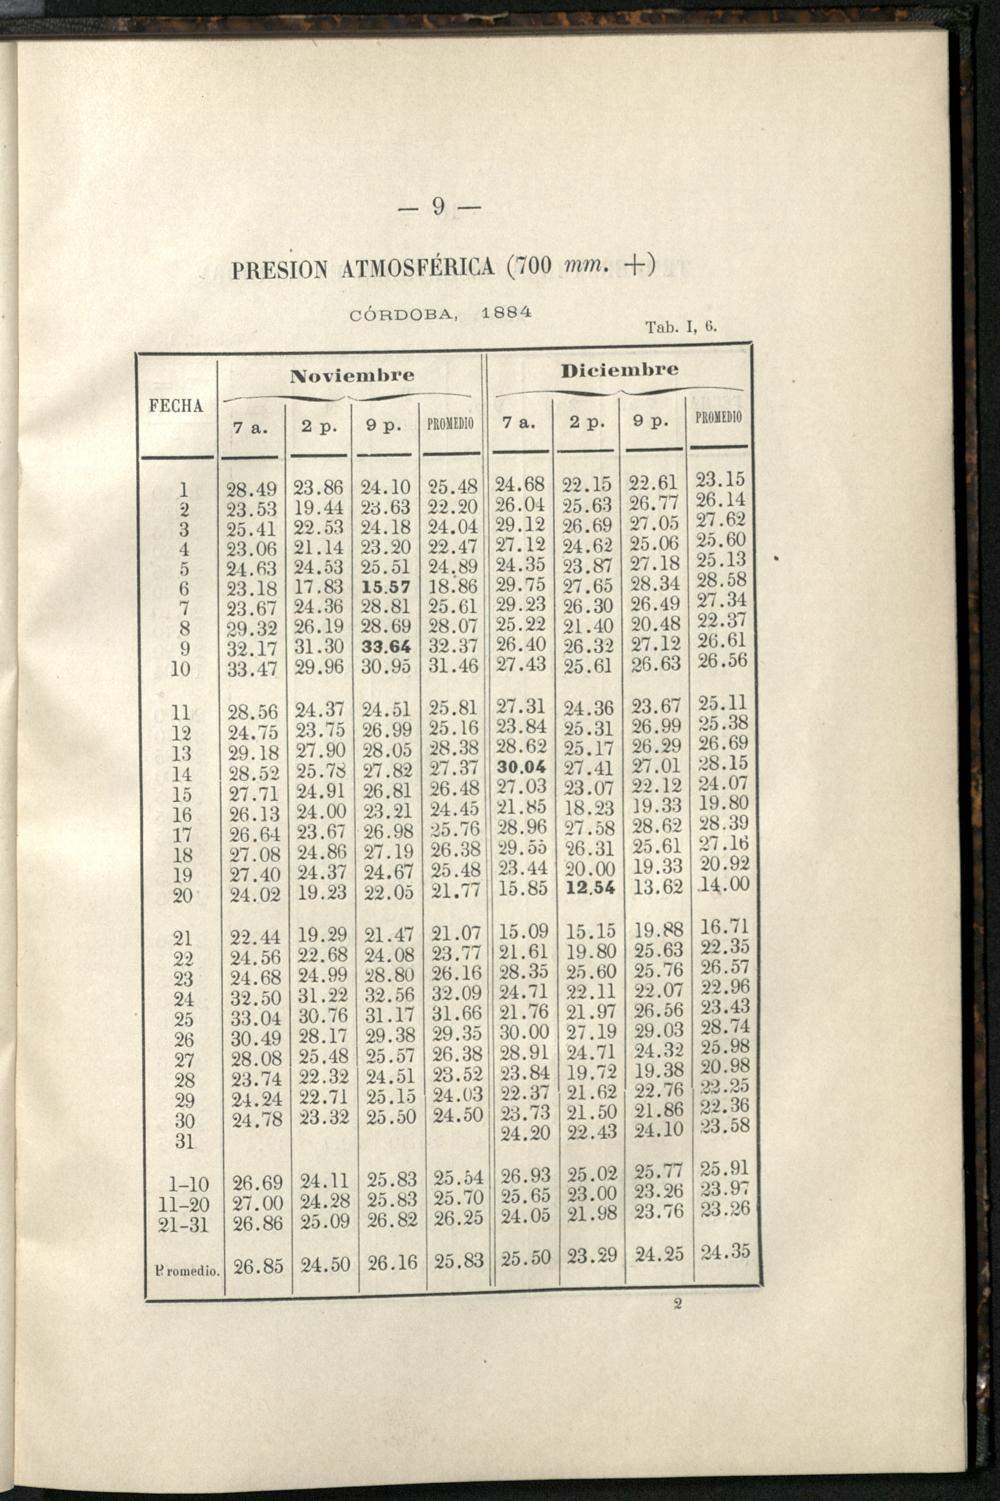 — 9 —
PRESION ATMOSFÉRICA (700 mm. +)
CÓRDOBA, 1884
Tab. I, 6.
FECHA Noviembre Diciembre
7 a. 2 p. 9 p. PROMEDIO 7 a. 2 p. 9 p. PROMEDIO
1 28.49 23.86 24.10 25.48 24.68 22.15 22.61 23.15
2 23.53 19.44 23.63 22.20 26.04 25.63 26.77 26.14
3 25.41 22.53 24.18 24.04 29.12 26.69 27.05 27.62
4 23.06 21.14 23.20 22.47 27.12 24.62 25.06 25.60
5 24.63 24.53 25.51 24.89 24.35 23.87 27.18 25.13
6 23.18 17.83 15.57 18.86 29.75 27.65 28.34 28.58
7 23.67 24.36 28.81 25.61 29.23 26.30 26.49 27.34
8 29.32 26.19 28.69 28.07 25.22 21.40 20.48 22.37
9 32.17 31.30 33.64 32.37 26.40 26.32 27.12 26.61
10 33.47 29.96 30.95 31.46 27.43 25.61 26.63 26.56
11 28.56 24.37 24.51 25.81 27.31 24.36 23.67 25.11
12 24.75 23.75 26.99 25.16 23.84 25.31 26.99 25.38
13 29.18 27.90 28.05 28.38 28.62 25.17 26.29 26.69
14 28.52 25.78 27.82 27.37 30.04 27.41 27.01 28.15
15 27.71 24.91 26.81 26.48 27.03 23.07 22.12 24.07
16 26.13 24.00 23.21 24.45 21.85 18.23 19.33 19.80
17 26.64 23.67 26.98 25.76 28.96 27.58 28.62 28.39
18 27.08 24.86 27.19 26.38 29.55 26.31 25.61 27.16
19 27.40 24.37 24.67 25.48 23.44 20.00 19.33 20.92
20 24.02 19.23 22.05 21.77 15.85 12.54 13.62 14.00
21 22.44 19.29 21.47 21.07 15.09 15.15 19.88 16.71
22 24.56 22.68 24.08 23.77 21.61 19.80 25.63 22.35
23 24.68 24.99 28.80 26.16 28.35 25.60 25.76 26.57
24 32.50 31.22 32.56 32.09 24.71 22.11 22.07 22.96
25 33.04 30.76 31.17 31.66 21.76 21.97 26.56 23.43
26 30.49 28.17 29.38 29.35 30.00 27.19 29.03 28.74
27 28.08 25.48 25.57 26.38 28.91 24.71 24.32 25.98
28 23.74 22.32 24.51 23.52 23.84 19.72 19.38 20.98
29 24.24 22.71 25.15 24.03 22.37 21.62 22.76 22.25
30 24.78 23.32 25.50 24.50 23.73 21.50 21.86 22.36
31 24.20 22.43 24.10 23.58
1-10 26.69 24.11 25.83 25.54 26.93 25.02 25.77 25.91
11-20 27.00 24.28 25.83 25.70 25.65 23.00 23.26 23.97
21-31 26.86 25.09 26.82 26.25 24.05 21.98 23.76 23.26
Promedio. 26.85 24.50 26.16 25.83 25.50 23.29 24.25 24.35
2